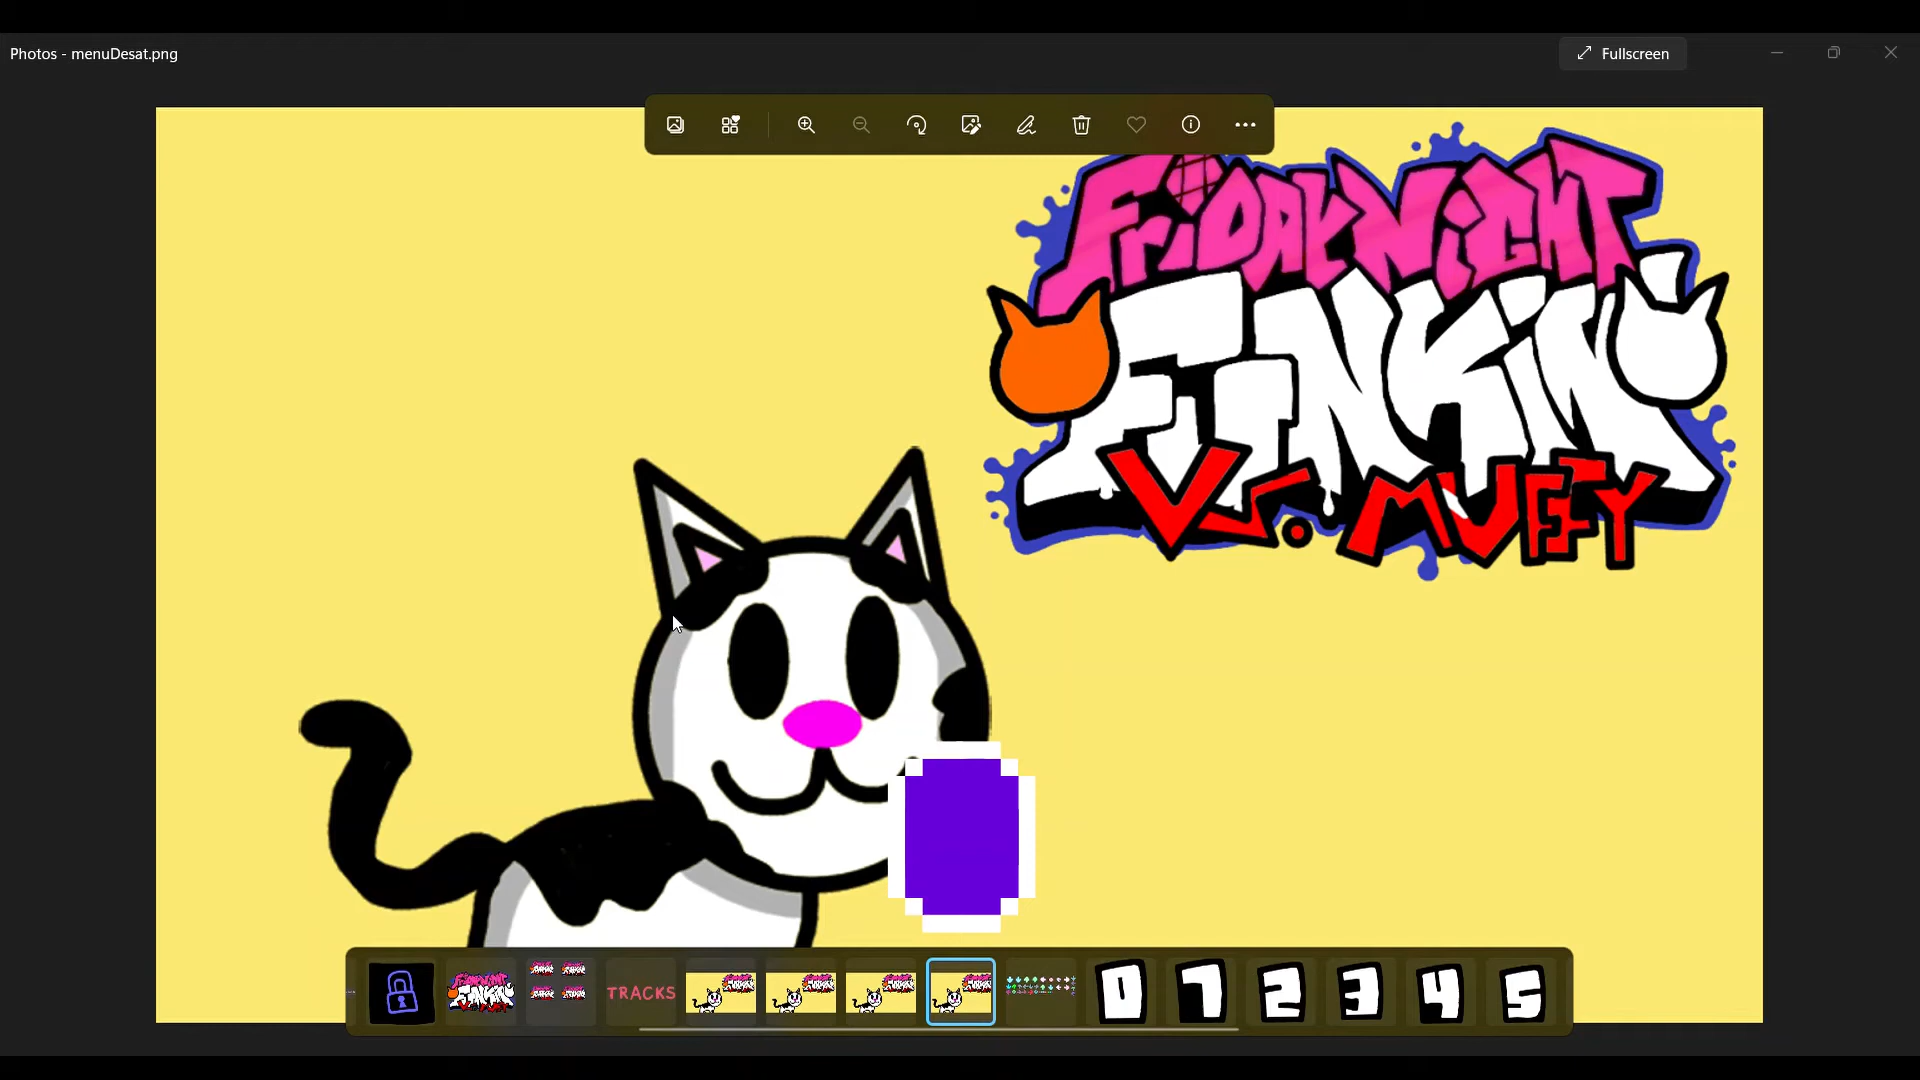 Photos - menuDesat.png
Fullscreen
FRIDAY NIGHT
FUNKIN
VS. MUFFY
TRACKS
0 1 2 3 4 5